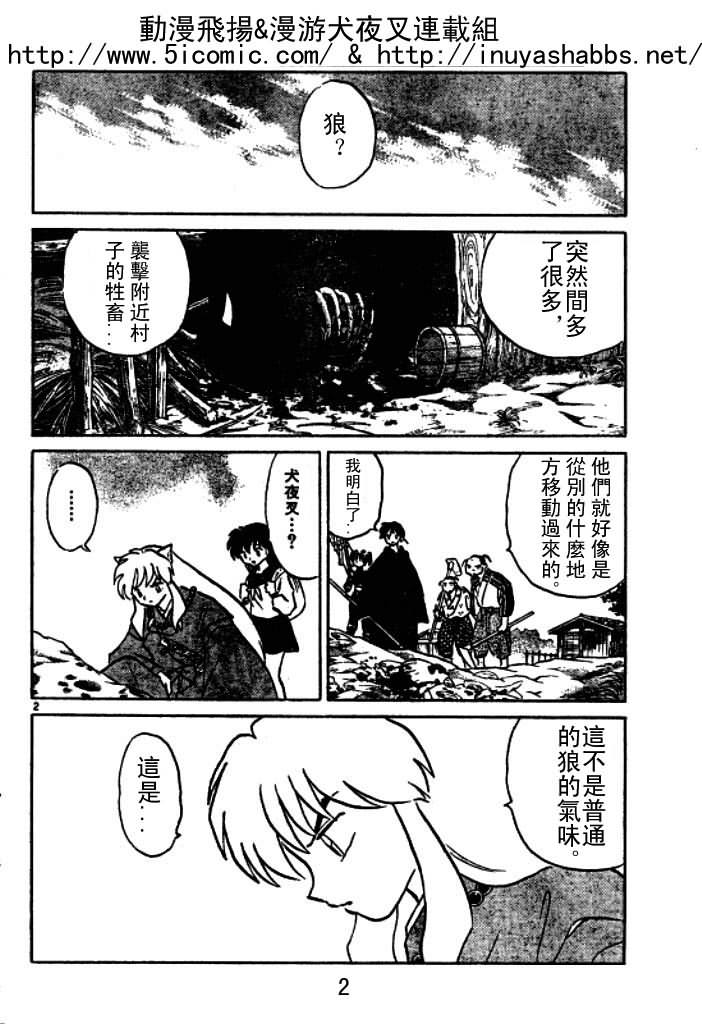 動漫飛揚&漫游犬夜叉連載組
http://www.5icomic.com/ & http://inuyashabbs.net/
狼？
突然間多
了很多，
襲擊附近村
子的牲畜…
他們就好像是
從別的什麼地
方移動過來的。
我明白了…
犬夜叉…？
……
2
這不是普通
的狼的氣味。
這是…
2